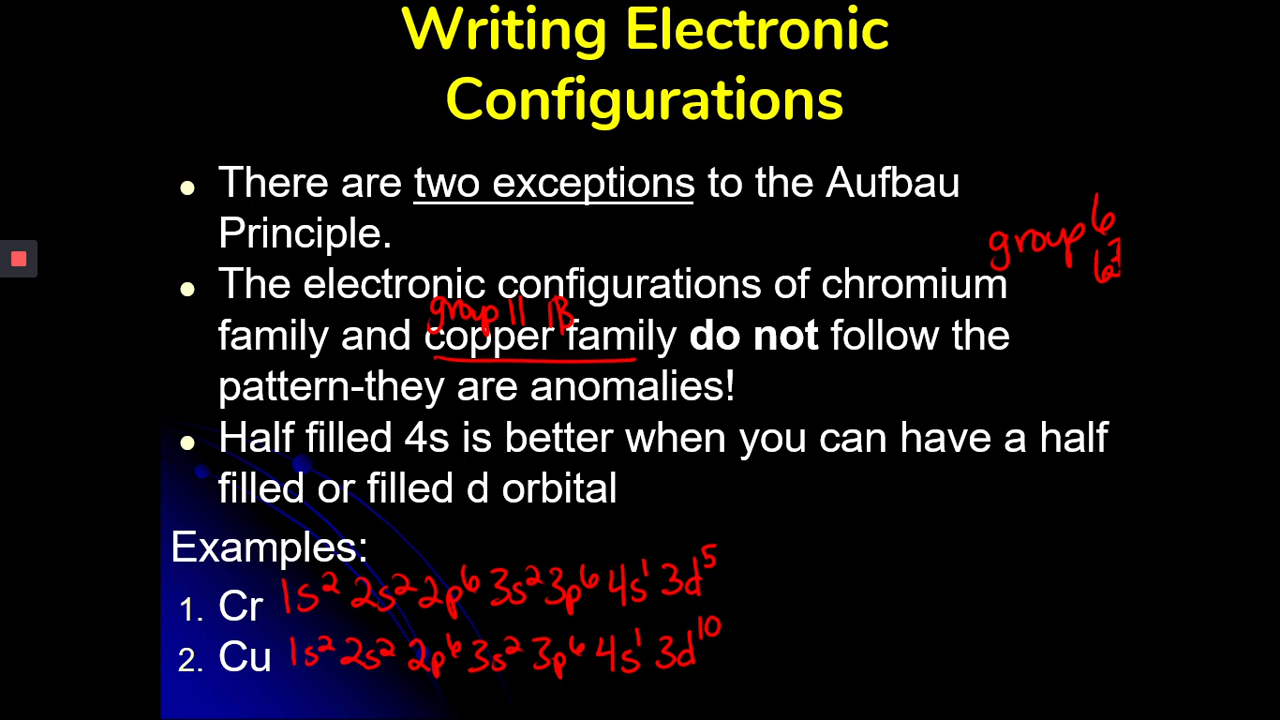 Writing Electronic
Configurations
● There are two exceptions to the Aufbau
Principle.
group 6
● The electronic configurations of chromium
group 11 1B
family and copper family do not follow the
pattern-they are anomalies!
● Half filled 4s is better when you can have a half
filled or filled d orbital
Examples:
1. Cr 1s² 2s² 2p⁶ 3s² 3p⁶ 4s¹ 3d⁵
2. Cu 1s² 2s² 2p⁶ 3s² 3p⁶ 4s¹ 3d¹⁰